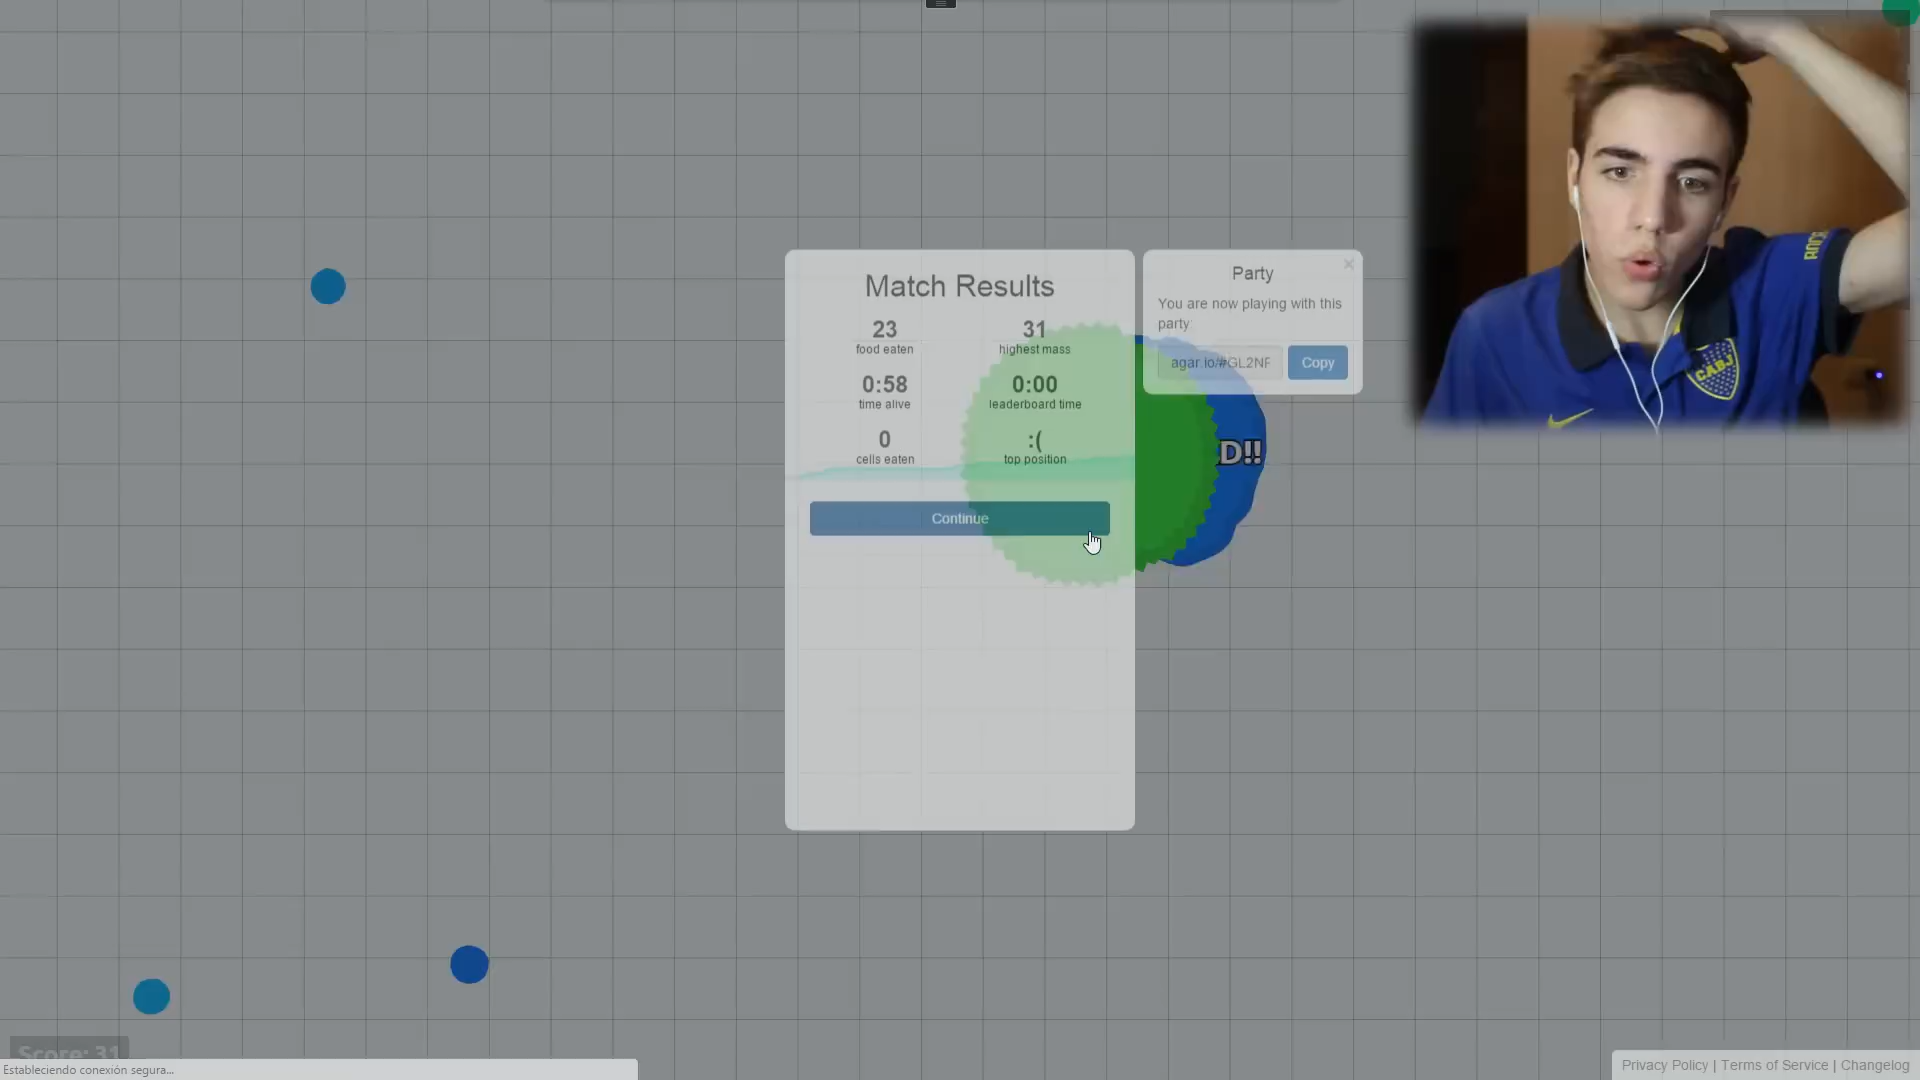 Match Results
23
food eaten
31
highest mass
0:58
time alive
0:00
leaderboard time
0
cells eaten
:(
top position
Continue
Party
×
You are now playing with this
party:
agar.io/#GL2NF
Copy
D!!
CABJ
Score: 31
Estableciendo conexión segura...
Privacy Policy | Terms of Service | Changelog